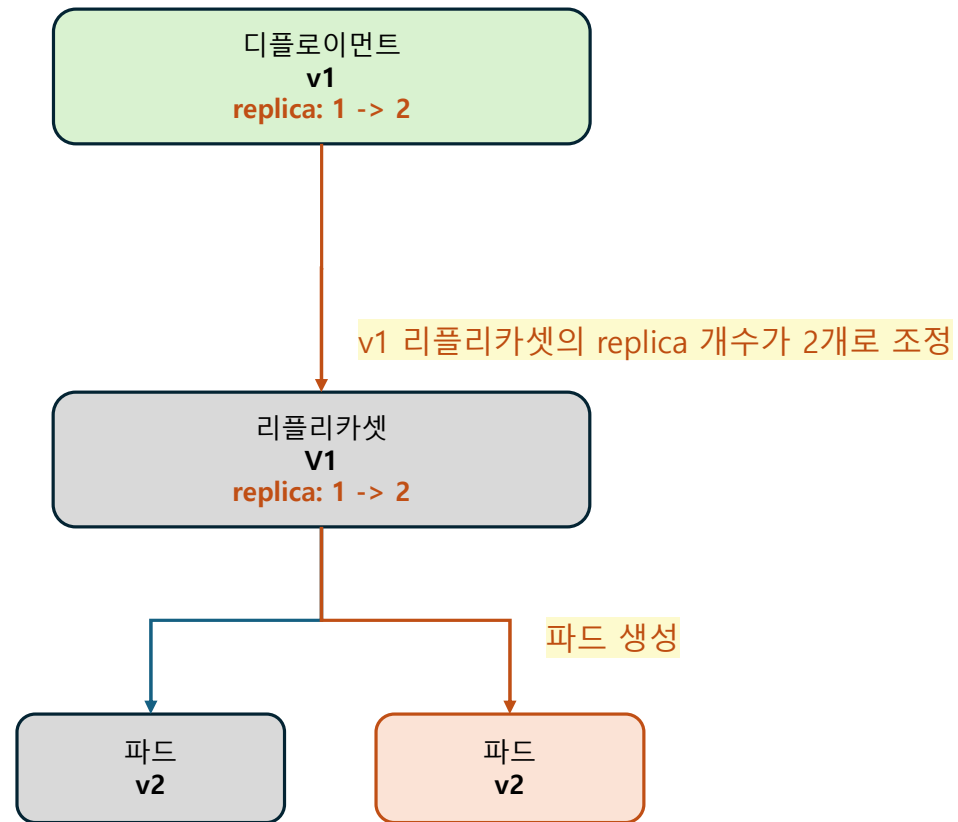 디플로이먼트
v1
replica: 1 -> 2
v1 리플리카셋의 replica 개수가 2개로 조정
리플리카셋
V1
replica: 1 -> 2
파드 생성
파드
v2
파드
v2